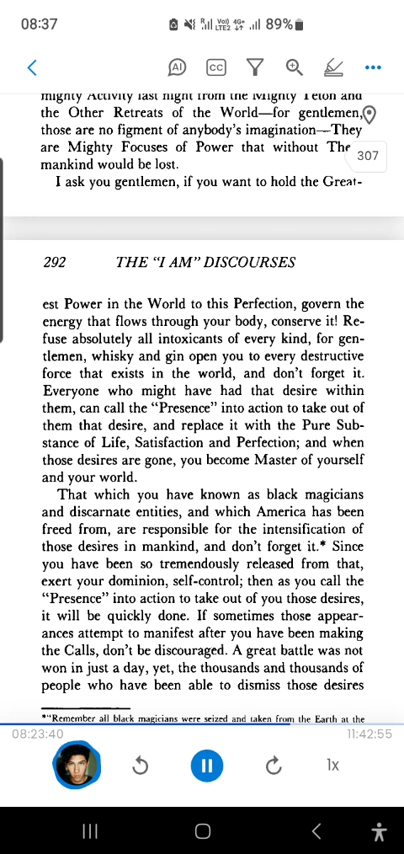 08:37
Vo))
R
4G+
LTE2
89%
AI
CC
mighty Activity last night from the Mighty Teton and
the Other Retreats of the World—for gentlemen,
those are no figment of anybody's imagination—They
are Mighty Focuses of Power that without The
mankind would be lost.
307
I ask you gentlemen, if you want to hold the Great-
292 THE "I AM" DISCOURSES
est Power in the World to this Perfection, govern the
energy that flows through your body, conserve it! Re-
fuse absolutely all intoxicants of every kind, for gen-
tlemen, whisky and gin open you to every destructive
force that exists in the world, and don't forget it.
Everyone who might have had that desire within
them, can call the "Presence" into action to take out of
them that desire, and replace it with the Pure Sub-
stance of Life, Satisfaction and Perfection; and when
those desires are gone, you become Master of yourself
and your world.
That which you have known as black magicians
and discarnate entities, and which America has been
freed from, are responsible for the intensification of
those desires in mankind, and don't forget it.* Since
you have been so tremendously released from that,
exert your dominion, self-control; then as you call the
"Presence" into action to take out of you those desires,
it will be quickly done. If sometimes those appear-
ances attempt to manifest after you have been making
the Calls, don't be discouraged. A great battle was not
won in just a day, yet, the thousands and thousands of
people who have been able to dismiss those desires
*"Remember all black magicians were seized and taken from the Earth at the
08:23:40
11:42:55
1x